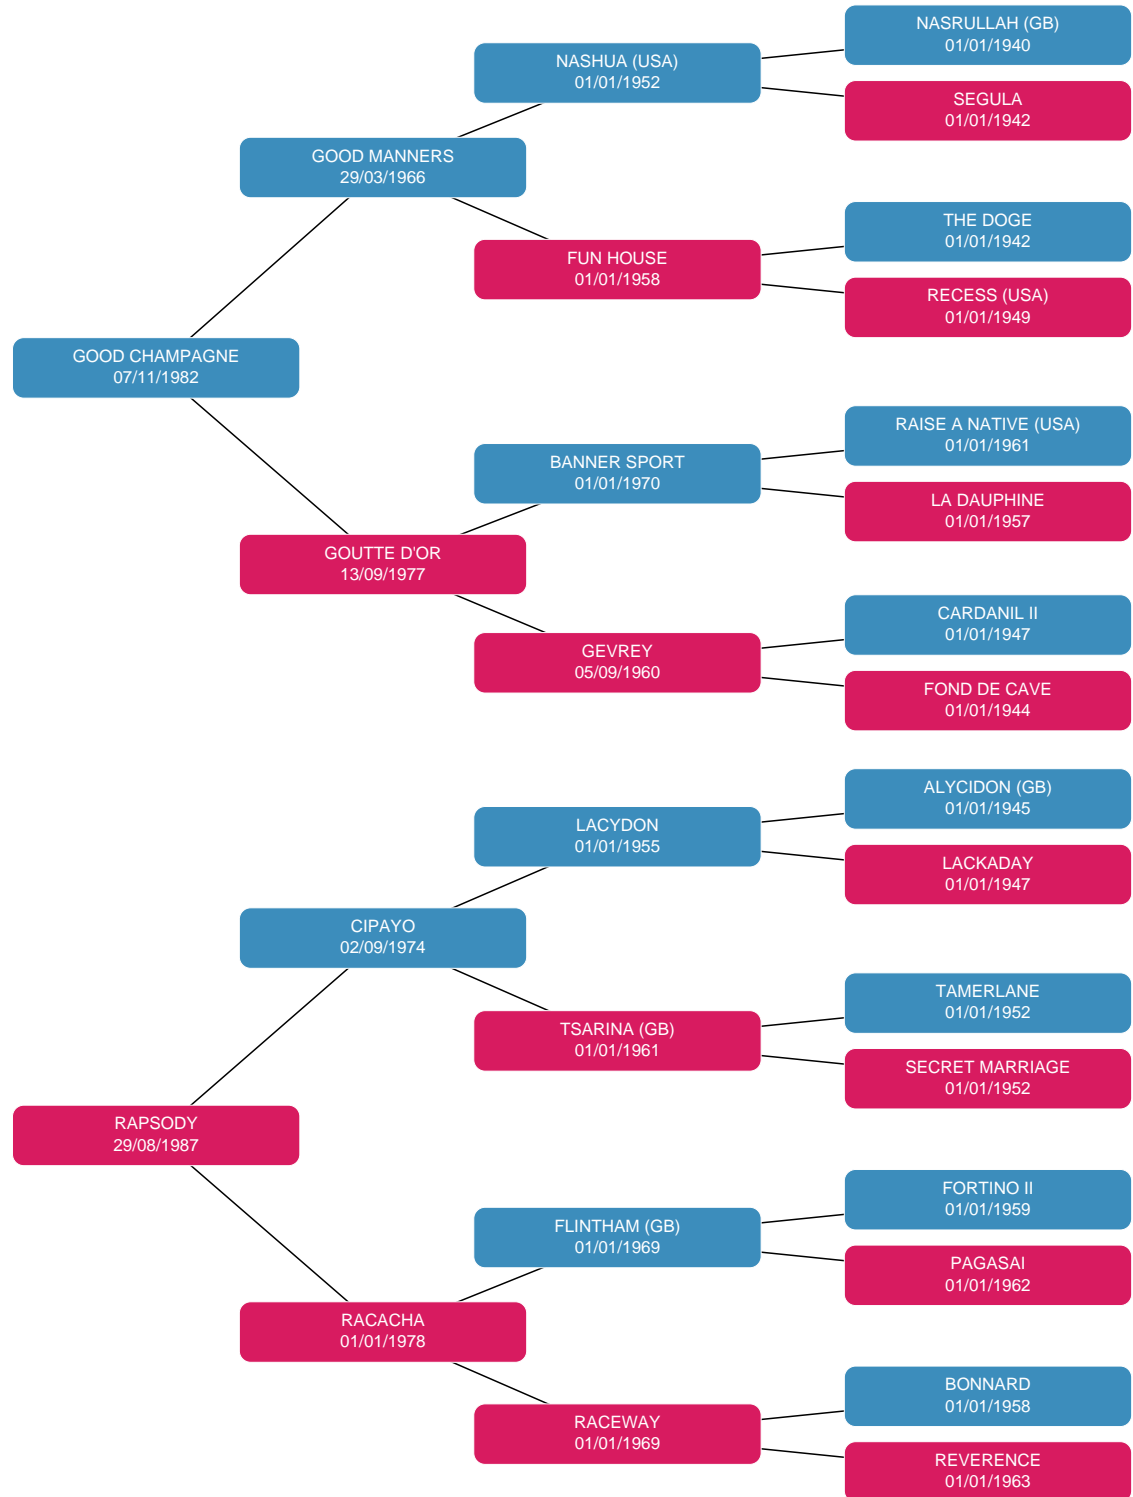 NASRULLAH (GB)
01/01/1940
NASHUA (USA)
01/01/1952
SEGULA
01/01/1942
GOOD MANNERS
29/03/1966
THE DOGE
01/01/1942
FUN HOUSE
01/01/1958
RECESS (USA)
01/01/1949
GOOD CHAMPAGNE
07/11/1982
RAISE A NATIVE (USA)
01/01/1961
BANNER SPORT
01/01/1970
LA DAUPHINE
01/01/1957
GOUTTE D'OR
13/09/1977
CARDANIL II
01/01/1947
GEVREY
05/09/1960
FOND DE CAVE
01/01/1944
ALYCIDON (GB)
01/01/1945
LACYDON
01/01/1955
LACKADAY
01/01/1947
CIPAYO
02/09/1974
TAMERLANE
01/01/1952
TSARINA (GB)
01/01/1961
SECRET MARRIAGE
01/01/1952
RAPSODY
29/08/1987
FORTINO II
01/01/1959
FLINTHAM (GB)
01/01/1969
PAGASAI
01/01/1962
RACACHA
01/01/1978
BONNARD
01/01/1958
RACEWAY
01/01/1969
REVERENCE
01/01/1963